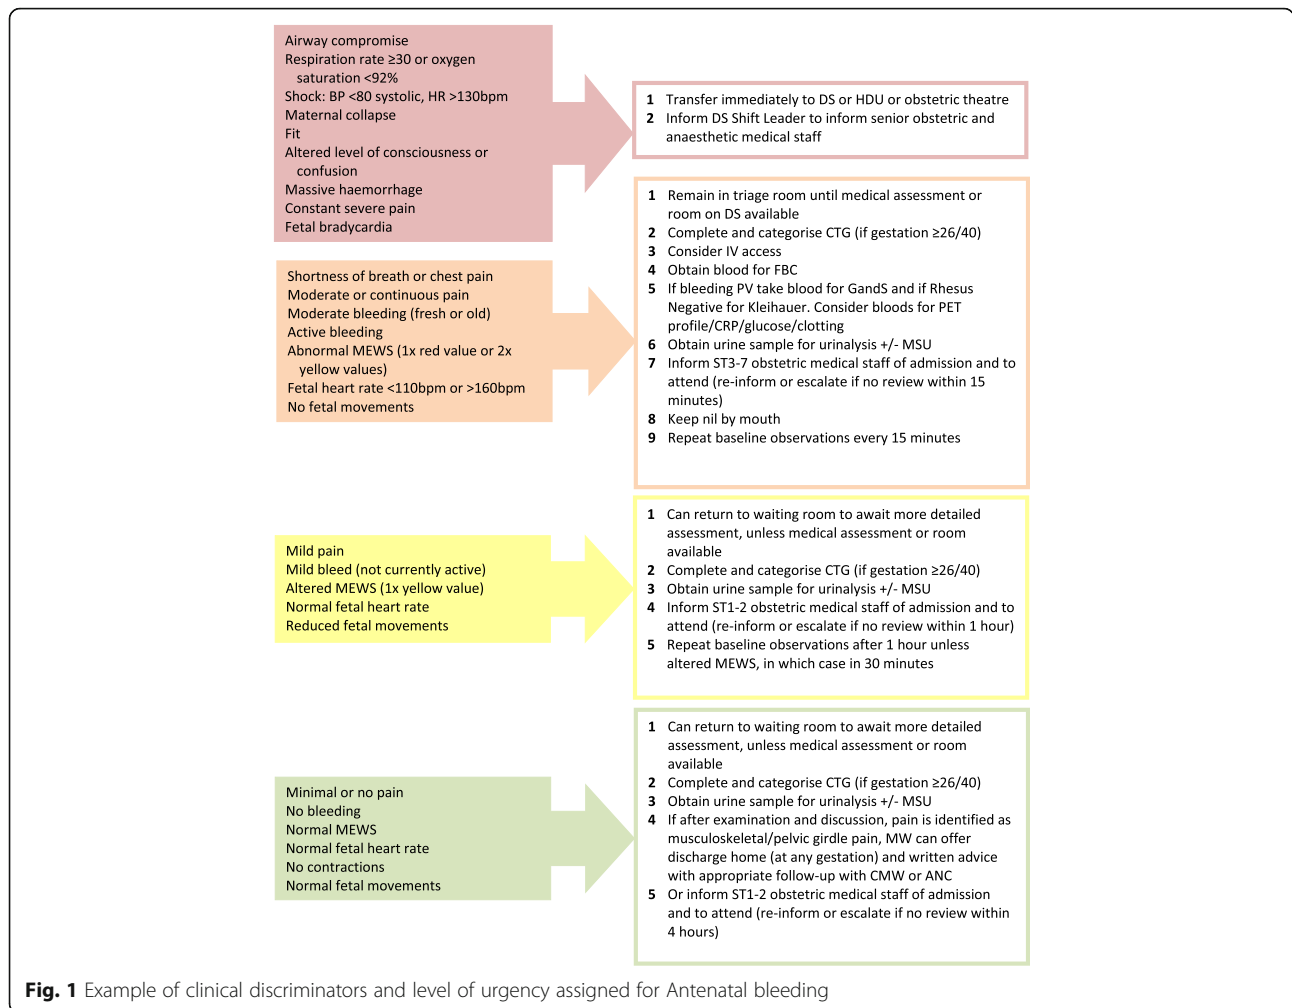 Airway compromise
Respiration rate ≥30 or oxygen
saturation <92%
Shock: BP <80 systolic, HR >130bpm
Maternal collapse
Fit
Altered level of consciousness or
confusion
Massive haemorrhage
Constant severe pain
Fetal bradycardia
1 Transfer immediately to DS or HDU or obstetric theatre
2 Inform DS Shift Leader to inform senior obstetric and
anaesthetic medical staff
Shortness of breath or chest pain
Moderate or continuous pain
Moderate bleeding (fresh or old)
Active bleeding
Abnormal MEWS (1x red value or 2x
yellow values)
Fetal heart rate <110bpm or >160bpm
No fetal movements
1 Remain in triage room until medical assessment or
room on DS available
2 Complete and categorise CTG (if gestation ≥26/40)
3 Consider IV access
4 Obtain blood for FBC
5 If bleeding PV take blood for GandS and if Rhesus
Negative for Kleihauer. Consider bloods for PET
profile/CRP/glucose/clotting
6 Obtain urine sample for urinalysis +/- MSU
7 Inform ST3-7 obstetric medical staff of admission and to
attend (re-inform or escalate if no review within 15
minutes)
8 Keep nil by mouth
9 Repeat baseline observations every 15 minutes
Mild pain
Mild bleed (not currently active)
Altered MEWS (1x yellow value)
Normal fetal heart rate
Reduced fetal movements
1 Can return to waiting room to await more detailed
assessment, unless medical assessment or room
available
2 Complete and categorise CTG (if gestation ≥26/40)
3 Obtain urine sample for urinalysis +/- MSU
4 Inform ST1-2 obstetric medical staff of admission and to
attend (re-inform or escalate if no review within 1 hour)
5 Repeat baseline observations after 1 hour unless
altered MEWS, in which case in 30 minutes
Minimal or no pain
No bleeding
Normal MEWS
Normal fetal heart rate
No contractions
Normal fetal movements
1 Can return to waiting room to await more detailed
assessment, unless medical assessment or room
available
2 Complete and categorise CTG (if gestation ≥26/40)
3 Obtain urine sample for urinalysis +/- MSU
4 If after examination and discussion, pain is identified as
musculoskeletal/pelvic girdle pain, MW can offer
discharge home (at any gestation) and written advice
with appropriate follow-up with CMW or ANC
5 Or inform ST1-2 obstetric medical staff of admission
and to attend (re-inform or escalate if no review within
4 hours)
Fig. 1 Example of clinical discriminators and level of urgency assigned for Antenatal bleeding